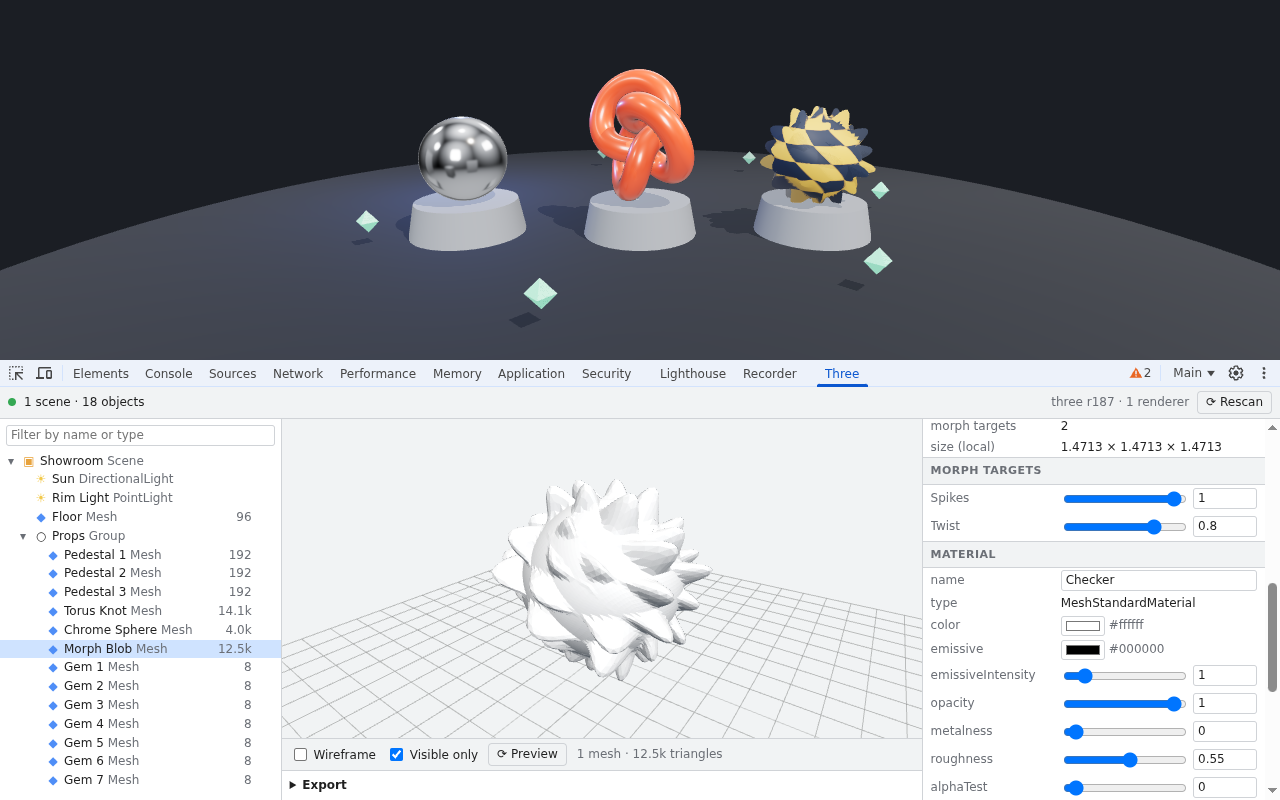 Elements Console Sources Network Performance Memory Application Security Lighthouse Recorder Three 2 Main
1 scene · 18 objects three r187 · 1 renderer Rescan
Filter by name or type
Showroom Scene
Sun DirectionalLight
Rim Light PointLight
Floor Mesh 96
Props Group
Pedestal 1 Mesh 192
Pedestal 2 Mesh 192
Pedestal 3 Mesh 192
Torus Knot Mesh 14.1k
Chrome Sphere Mesh 4.0k
Morph Blob Mesh 12.5k
Gem 1 Mesh 8
Gem 2 Mesh 8
Gem 3 Mesh 8
Gem 4 Mesh 8
Gem 5 Mesh 8
Gem 6 Mesh 8
Gem 7 Mesh 8
Wireframe Visible only Preview 1 mesh · 12.5k triangles
Export
morph targets 2
size (local) 1.4713 × 1.4713 × 1.4713
MORPH TARGETS
Spikes 1
Twist 0.8
MATERIAL
name Checker
type MeshStandardMaterial
color #ffffff
emissive #000000
emissiveIntensity 1
opacity 1
metalness 0
roughness 0.55
alphaTest 0